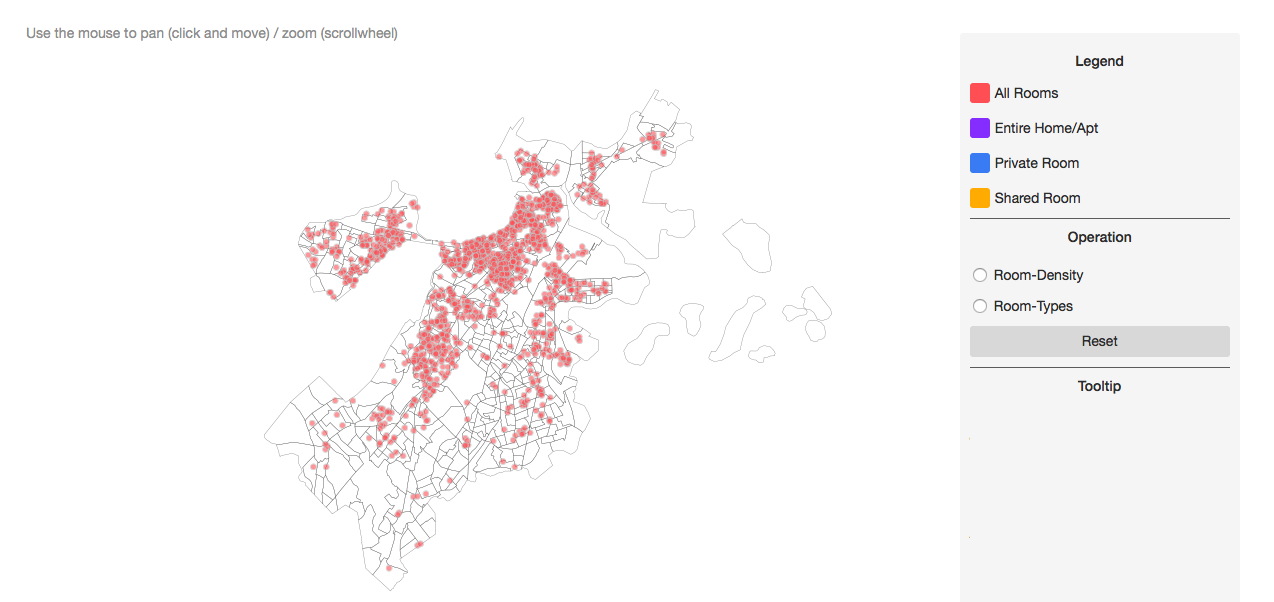 Use the mouse to pan (click and move) / zoom (scrollwheel)
Legend
All Rooms
Entire Home/Apt
Private Room
Shared Room
Operation
Room-Density
Room-Types
Reset
Tooltip